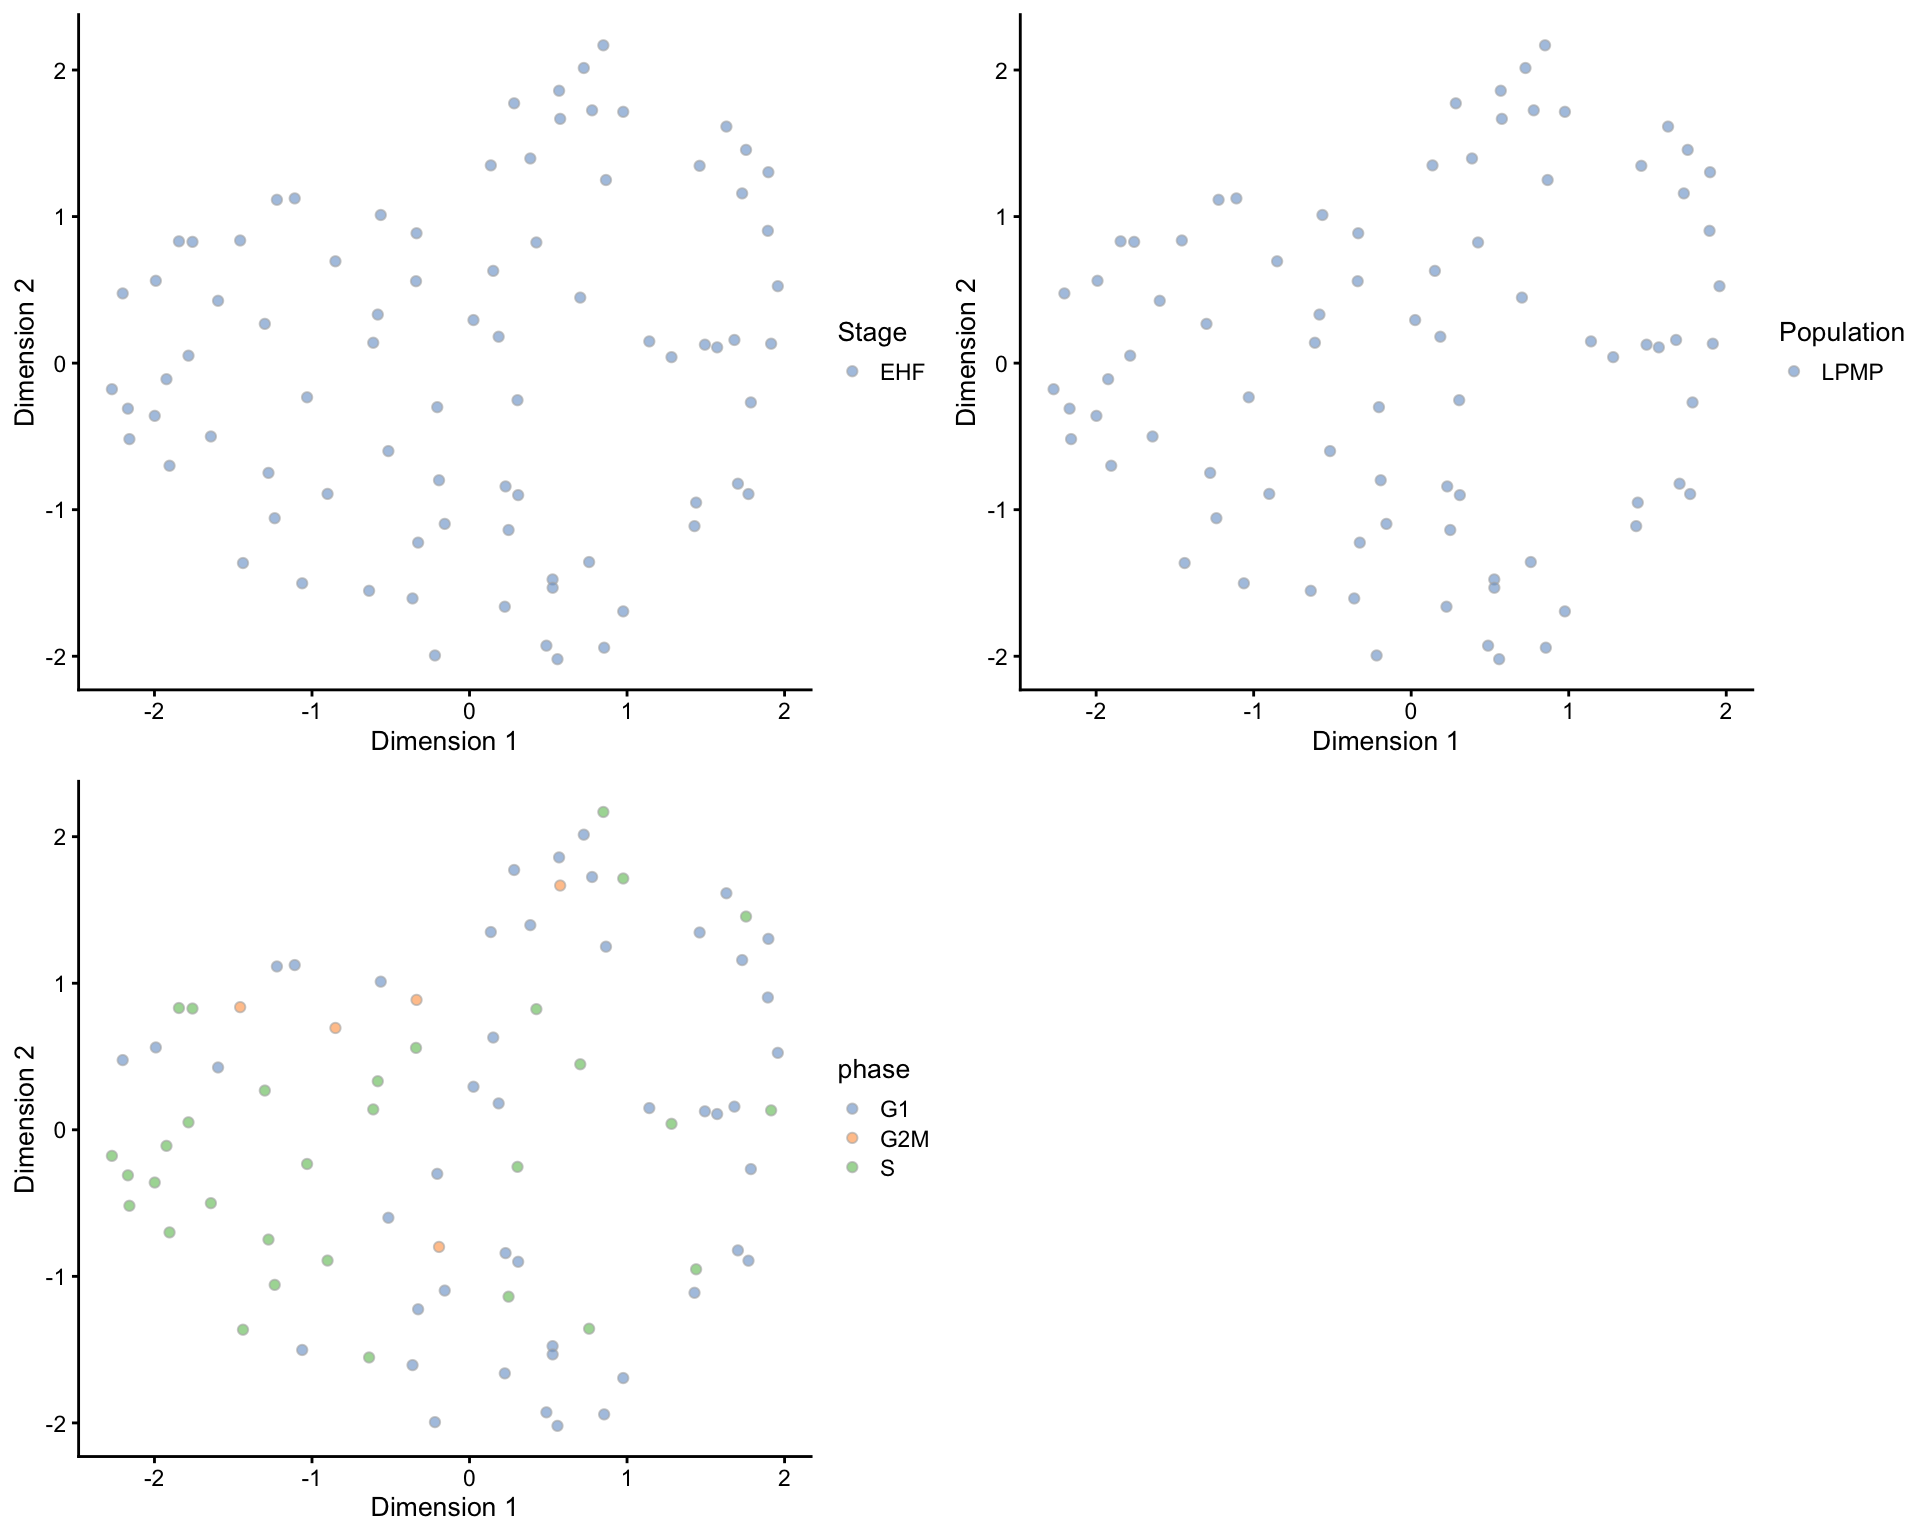 2
1
0
-1
-2
-2 -1 0 1 2
Dimension 1
Dimension 2
Stage
EHF
2
1
0
-1
-2
-2 -1 0 1 2
Dimension 1
Dimension 2
Population
LPMP
2
1
0
-1
-2
-2 -1 0 1 2
Dimension 1
Dimension 2
phase
G1
G2M
S